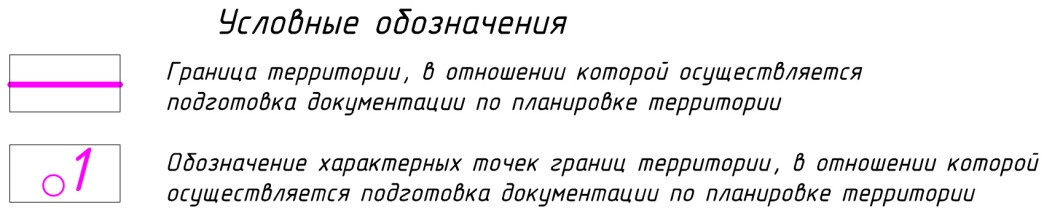 Условные обозначения
Граница территории, в отношении которой осуществляется
подготовка документации по планировке территории
1
Обозначение характерных точек границ территории, в отношении которой
осуществляется подготовка документации по планировке территории